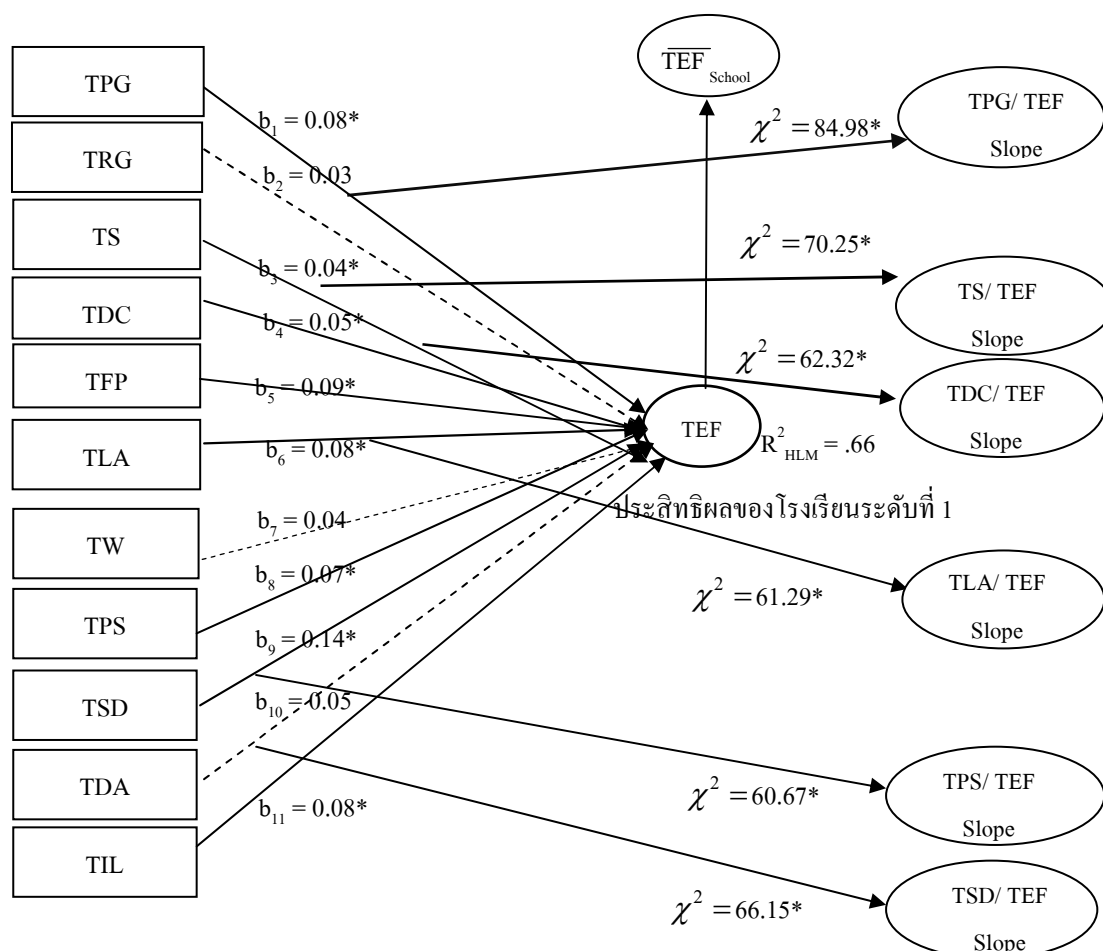 TPG
TRG
TS
TDC
TFP
TLA
TW
TPS
TSD
TDA
TIL
b₁ = 0.08*
b₂ = 0.03
b₃ = 0.04*
b₄ = 0.05*
b₅ = 0.09*
b₆ = 0.08*
b₇ = 0.04
b₈ = 0.07*
b₉ = 0.14*
b₁₀ = 0.05
b₁₁ = 0.08*
TEF School
TEF
R²HLM = .66
ประสิทธิผลของโรงเรียนระดับที่ 1
χ² = 84.98*
TPG/ TEF
Slope
χ² = 70.25*
TS/ TEF
Slope
χ² = 62.32*
TDC/ TEF
Slope
χ² = 61.29*
TLA/ TEF
Slope
χ² = 60.67*
TPS/ TEF
Slope
χ² = 66.15*
TSD/ TEF
Slope